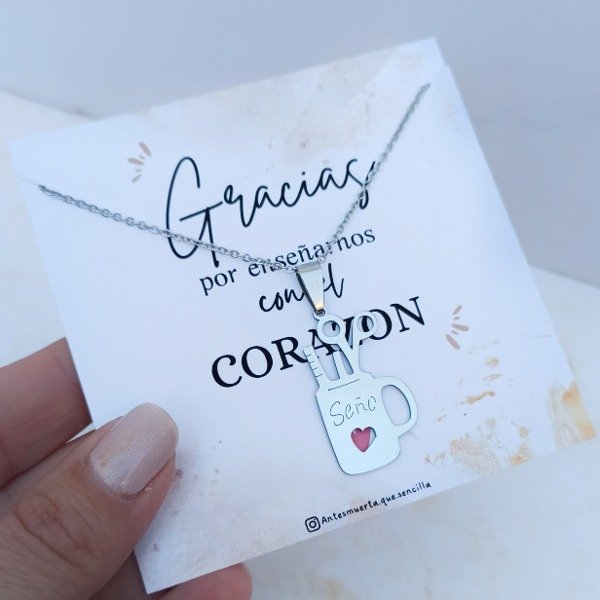 Gracias
por enseñarnos
con el
CORAZON
Seño
@Antesmuerta.que.sencilla